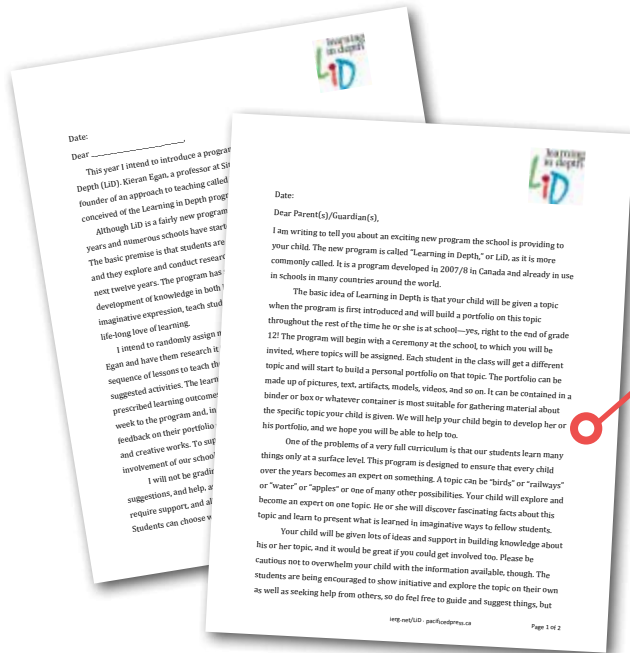 learning
in depth
LiD
Date:
Dear
This year I intend to introduce a program
Depth (LiD). Kieran Egan, a professor at
founder of an approach to teaching called
conceived of the Learning in Depth
Although LiD is a fairly new program
years and numerous schools have
The basic premise is that students are
and they explore and conduct
next twelve years. The program has
development of knowledge in both
imaginative expression, teach
life-long love of learning.
I intend to randomly assign
Egan and have them research it
sequence of lessons to teach
suggested activities. The
prescribed learning
week to the program and, in
feedback on their portfolio
and creative works. To
involvement of our
I will not be
suggestions, and help,
require support, and
Students can choose
learning
in depth
LiD
Date:
Dear Parent(s)/Guardian(s),
I am writing to tell you about an exciting new program the school is providing to
your child. The new program is called "Learning in Depth," or LiD, as it is more
commonly called. It is a program developed in 2007/8 in Canada and already in use
in schools in many countries around the world.
The basic idea of Learning in Depth is that your child will be given a topic
when the program is first introduced and will build a portfolio on this topic
throughout the rest of the time he or she is at school—yes, right to the end of grade
12! The program will begin with a ceremony at the school, to which you will be
invited, where topics will be assigned. Each student in the class will get a different
topic and will start to build a personal portfolio on that topic. The portfolio can be
made up of pictures, text, artifacts, models, videos, and so on. It can be contained in a
binder or box or whatever container is most suitable for gathering material about
the specific topic your child is given. We will help your child begin to develop her or
his portfolio, and we hope you will be able to help too.
One of the problems of a very full curriculum is that our students learn many
things only at a surface level. This program is designed to ensure that every child
over the years becomes an expert on something. A topic can be "birds" or "railways"
or "water" or "apples" or one of many other possibilities. Your child will explore and
become an expert on one topic. He or she will discover fascinating facts about this
topic and learn to present what is learned in imaginative ways to fellow students.
Your child will be given lots of ideas and support in building knowledge about
his or her topic, and it would be great if you could get involved too. Please be
cautious not to overwhelm your child with the information available, though. The
students are being encouraged to show initiative and explore the topic on their own
as well as seeking help from others, so do feel free to guide and suggest things, but
ierg.net/LiD · pacificedpress.ca
Page 1 of 2